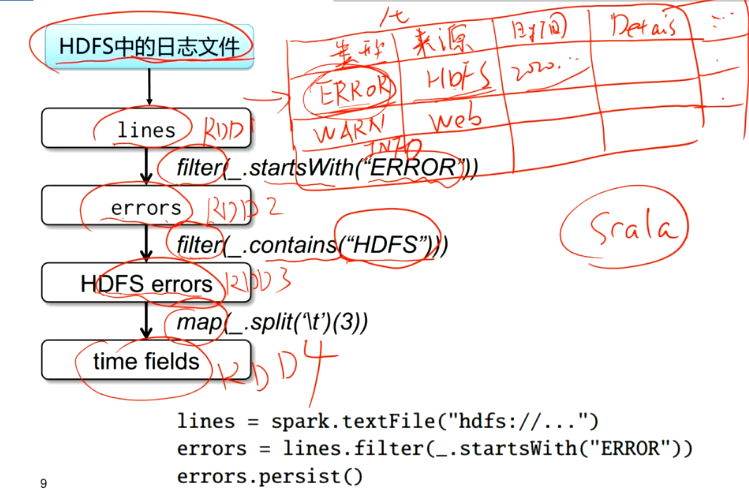 HDFS中的日志文件
lines RDD1
filter(_.startsWith("ERROR"))
errors RDD2
filter(_.contains("HDFS")))
HDFS errors RDD3
map(_.split('\t')(3))
time fields RDD4
类型 来源 时间 Detais ...
ERROR HDFS 2020...
WARN Web
INFO
Srala
lines = spark.textFile("hdfs://...")
errors = lines.filter(_.startsWith("ERROR"))
errors.persist()
9